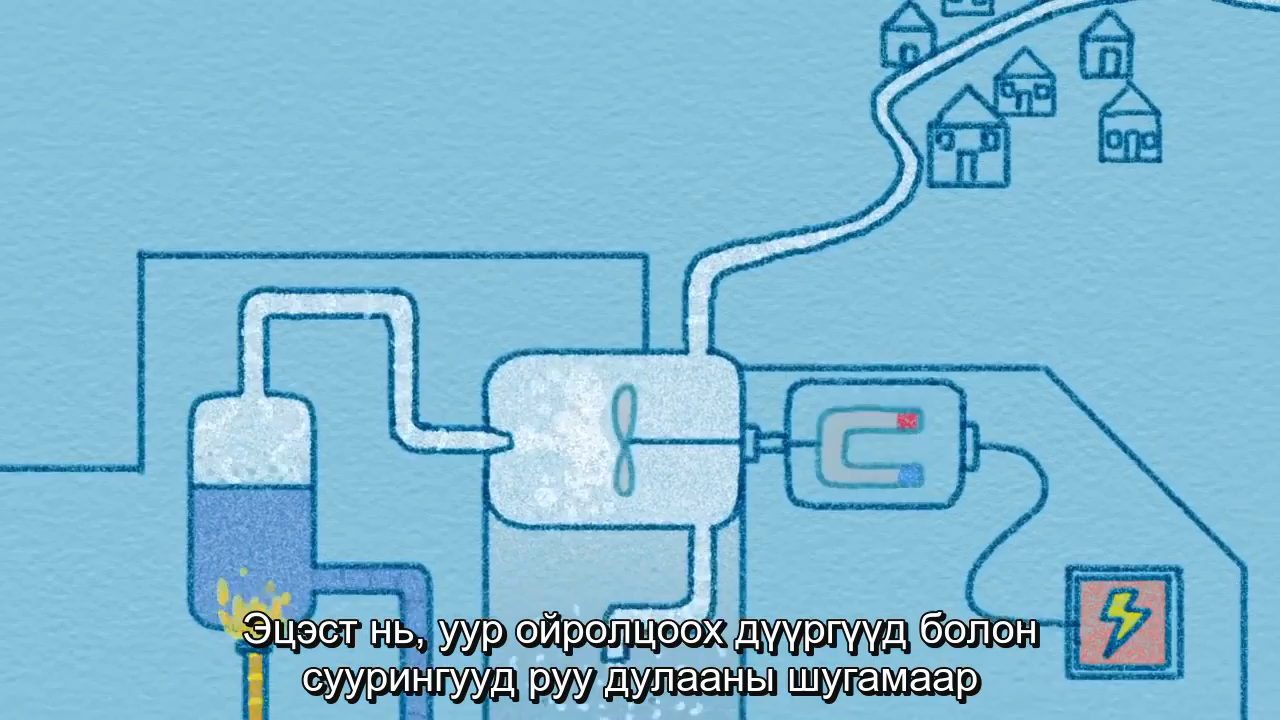 Эцэст нь, уур ойролцоох дүүргүүд болон
суурингууд руу дулааны шугамаар